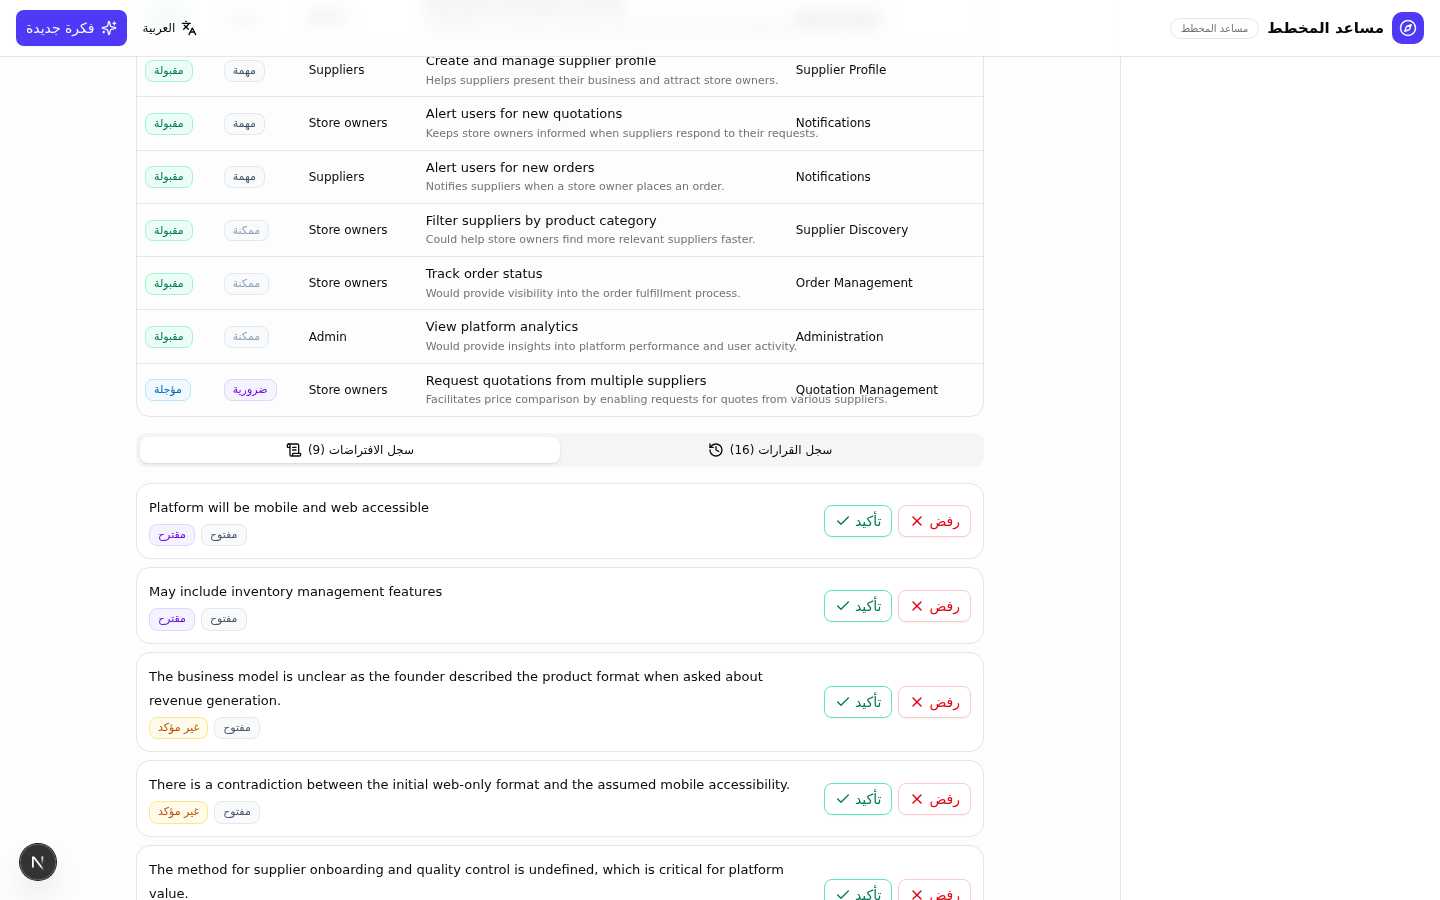 مساعد المخطط
مساعد المخطط
العربية
فكرة جديدة
Supplier Profile
Create and manage supplier profile
Helps suppliers present their business and attract store owners.
Suppliers
مهمة
مقبولة
Notifications
Alert users for new quotations
Keeps store owners informed when suppliers respond to their requests.
Store owners
مهمة
مقبولة
Notifications
Alert users for new orders
Notifies suppliers when a store owner places an order.
Suppliers
مهمة
مقبولة
Supplier Discovery
Filter suppliers by product category
Could help store owners find more relevant suppliers faster.
Store owners
ممكنة
مقبولة
Order Management
Track order status
Would provide visibility into the order fulfillment process.
Store owners
ممكنة
مقبولة
Administration
View platform analytics
Would provide insights into platform performance and user activity.
Admin
ممكنة
مقبولة
Quotation Management
Request quotations from multiple suppliers
Facilitates price comparison by enabling requests for quotes from various suppliers.
Store owners
ضرورية
مؤجلة
سجل القرارات (16)
سجل الافتراضات (9)
Platform will be mobile and web accessible
مفتوح
مقترح
رفض
تأكيد
May include inventory management features
مفتوح
مقترح
رفض
تأكيد
The business model is unclear as the founder described the product format when asked about
revenue generation.
مفتوح
غير مؤكد
رفض
تأكيد
There is a contradiction between the initial web-only format and the assumed mobile accessibility.
مفتوح
غير مؤكد
رفض
تأكيد
The method for supplier onboarding and quality control is undefined, which is critical for platform
value.
رفض
تأكيد
N